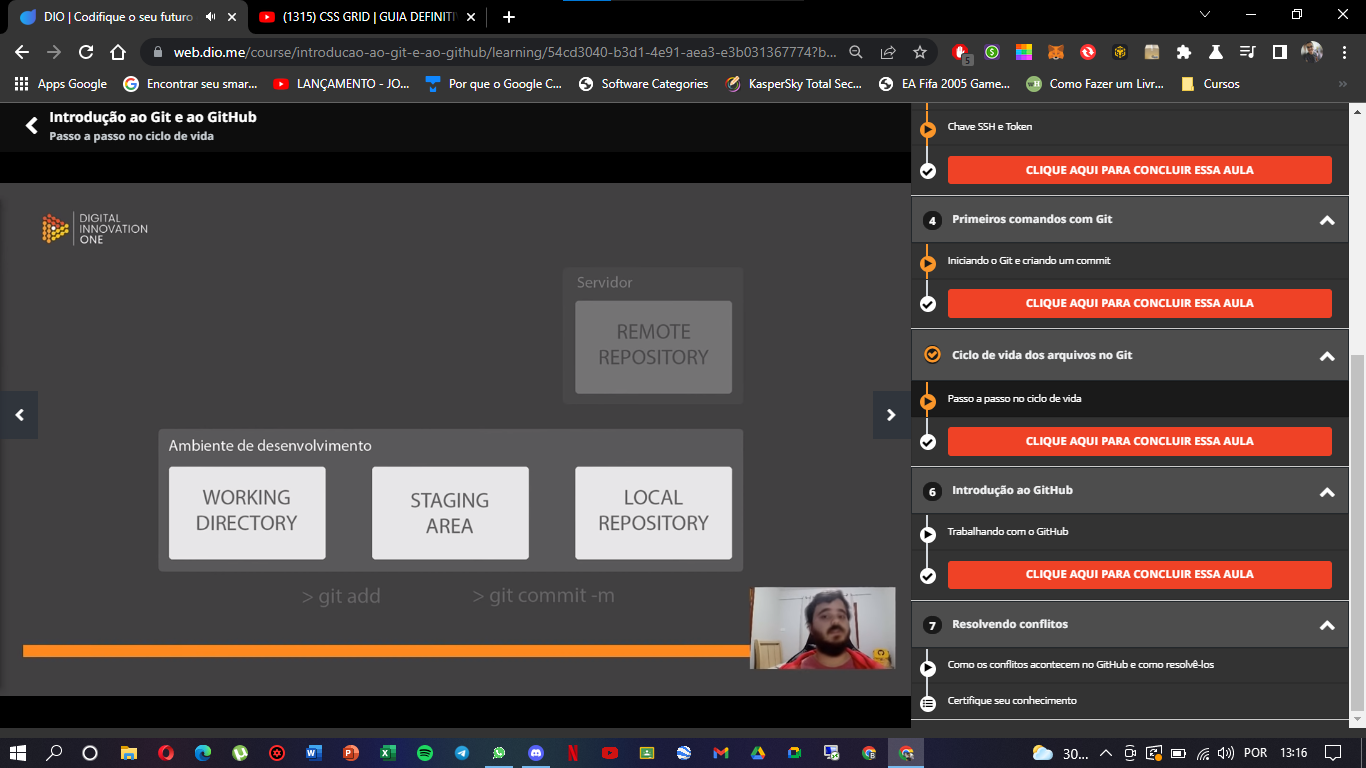 DIO | Codifique o seu futuro
(1315) CSS GRID | GUIA DEFINITI
web.dio.me/course/introducao-ao-git-e-ao-github/learning/54cd3040-b3d1-4e91-aea3-e3b031367774?b...
5
Apps Google
Encontrar seu smar...
LANÇAMENTO - JO...
Por que o Google C...
Software Categories
KasperSky Total Sec...
EA Fifa 2005 Game...
Como Fazer um Livr...
Cursos
Introdução ao Git e ao GitHub
Passo a passo no ciclo de vida
DIGITAL
INNOVATION
ONE
Servidor
REMOTE
REPOSITORY
Ambiente de desenvolvimento
WORKING
DIRECTORY
STAGING
AREA
LOCAL
REPOSITORY
> git add
> git commit -m
Chave SSH e Token
CLIQUE AQUI PARA CONCLUIR ESSA AULA
4 Primeiros comandos com Git
Iniciando o Git e criando um commit
CLIQUE AQUI PARA CONCLUIR ESSA AULA
Ciclo de vida dos arquivos no Git
Passo a passo no ciclo de vida
CLIQUE AQUI PARA CONCLUIR ESSA AULA
6 Introdução ao GitHub
Trabalhando com o GitHub
CLIQUE AQUI PARA CONCLUIR ESSA AULA
7 Resolvendo conflitos
Como os conflitos acontecem no GitHub e como resolvê-los
Certifique seu conhecimento
30...
POR
13:16